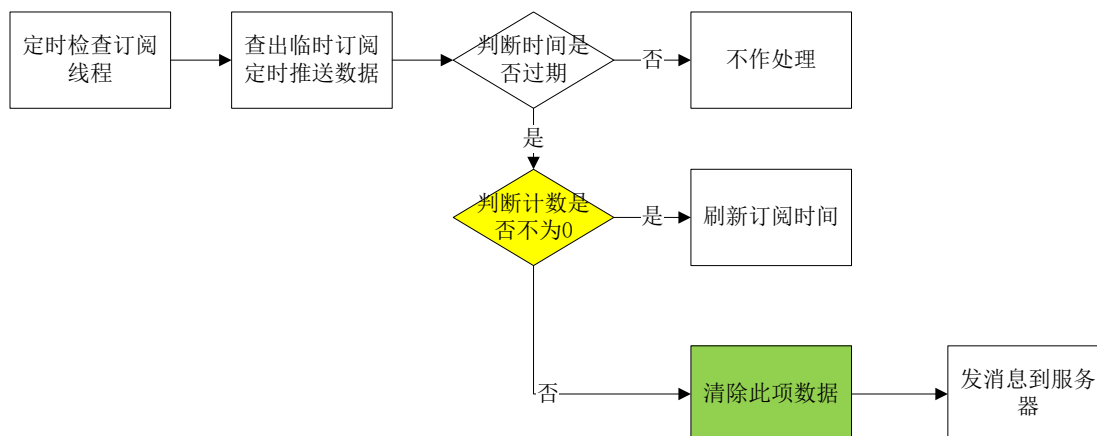 定时检查订阅
线程
查出临时订阅
定时推送数据
判断时间是
否过期
否
不作处理
是
判断计数是
否不为0
是
刷新订阅时间
否
清除此项数据
发消息到服务
器